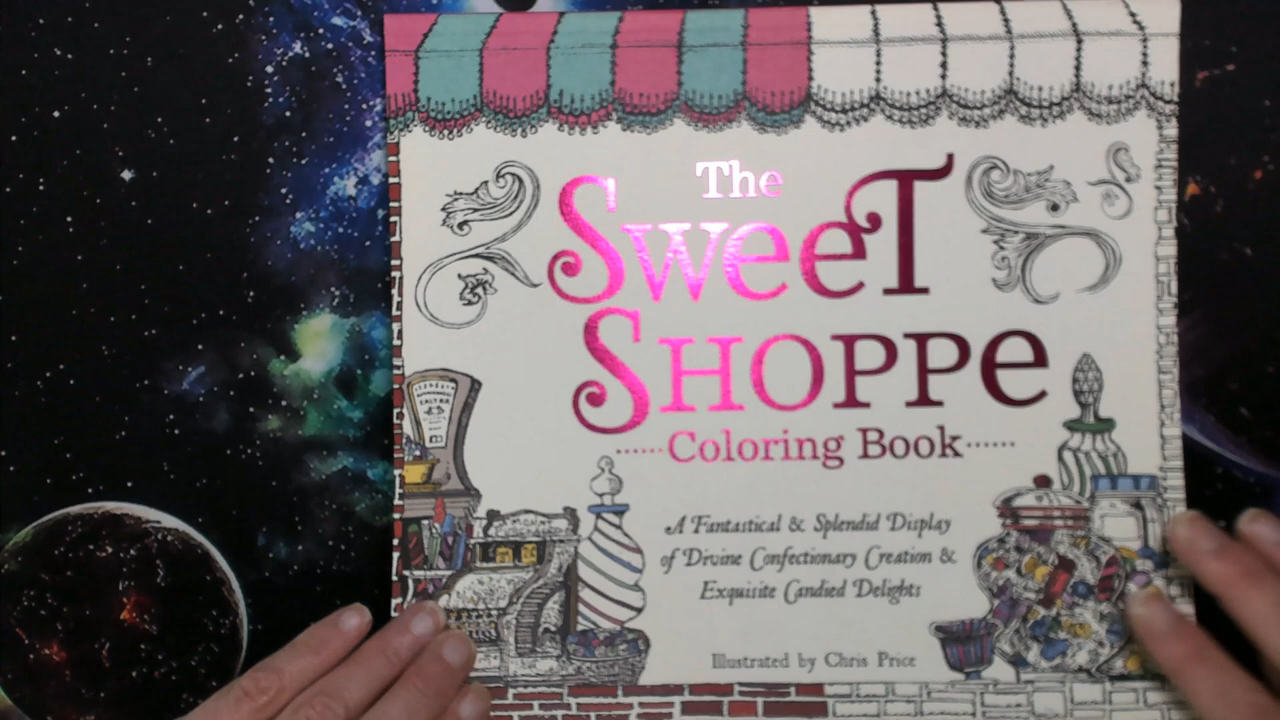 The
Sweet
Shoppe
Coloring Book
A Fantastical & Splendid Display
of Divine Confectionary Creation &
Exquisite Candied Delights
Illustrated by Chris Price